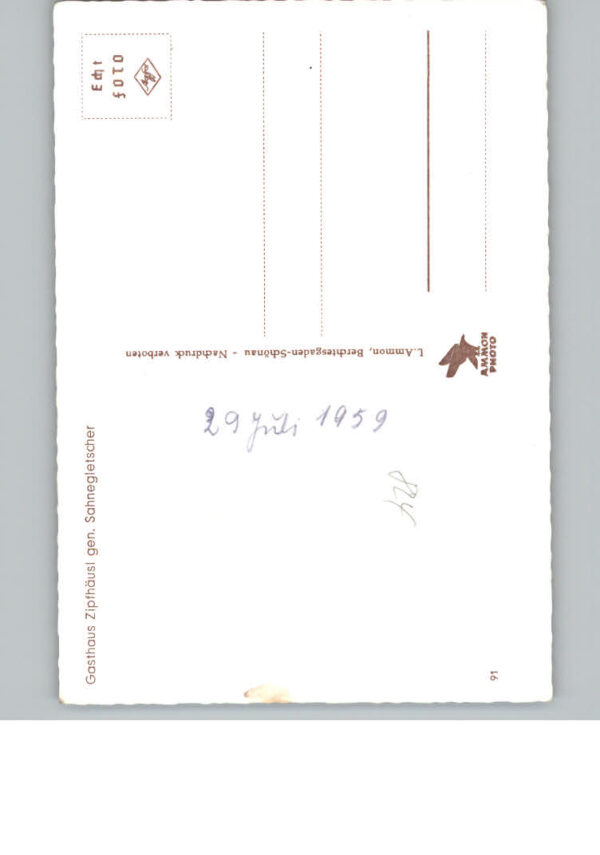 Gasthaus Zipfhäusl gen. Sahnegletscher
Echt
foto
Agfa
L. Ammon, Berchtesgaden-Schönau - Nachdruck verboten
AMMON
PHOTO
29 Juli 1959
91